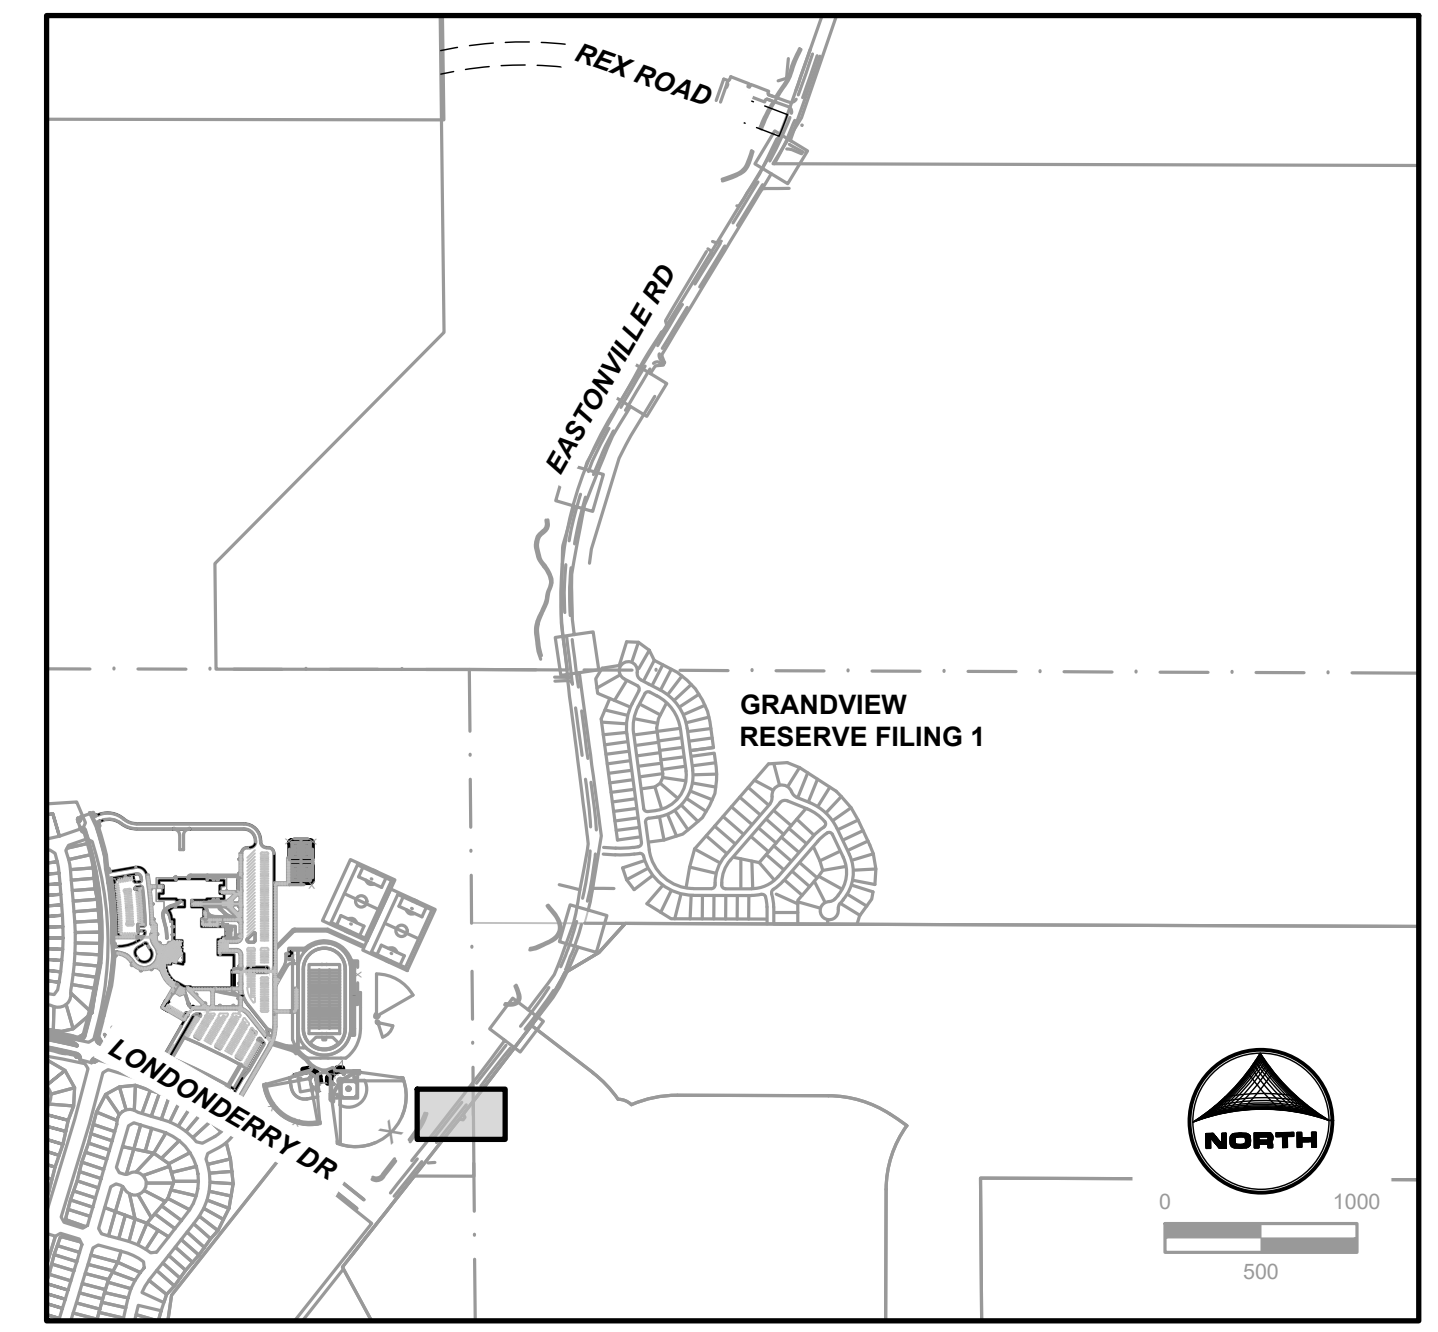 REX ROAD
EASTONVILLE RD
GRANDVIEW
RESERVE FILING 1
LONDONDERRY DR
NORTH
0 1000
500